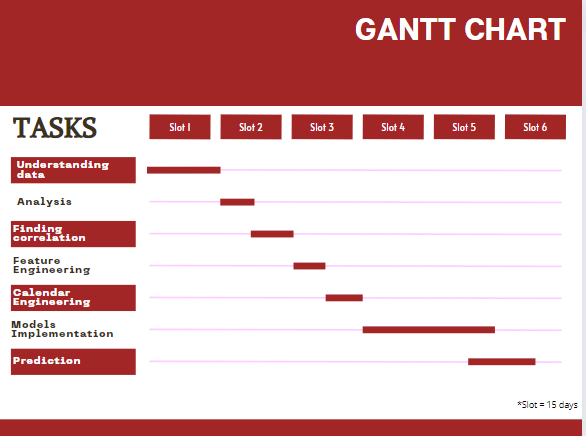 GANTT CHART
TASKS
Slot 1
Slot 2
Slot 3
Slot 4
Slot 5
Slot 6
Understanding
data
Analysis
Finding
correlation
Feature
Engineering
Calendar
Engineering
Models
Implementation
Prediction
*Slot = 15 days